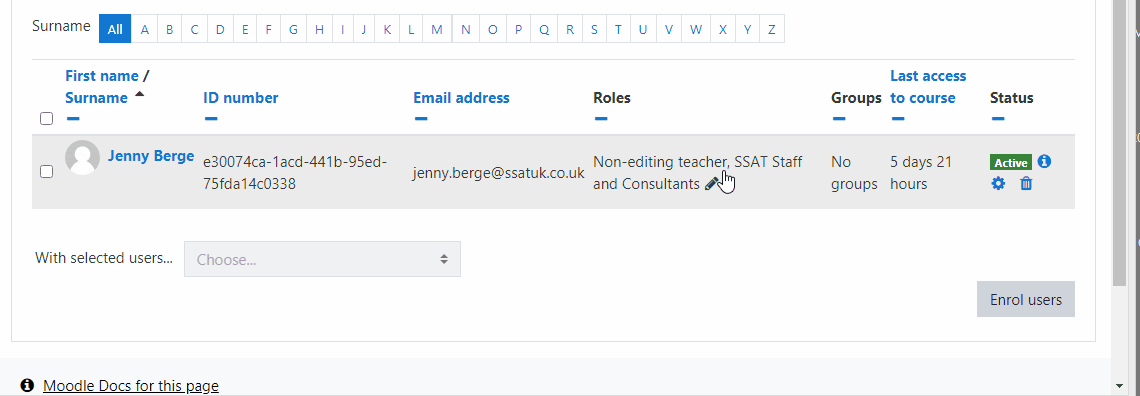 Surname All A B C D E F G H I J K L M N O P Q R S T U V W X Y Z
First name / Last access
Surname ID number Email address Roles Groups to course Status
Jenny Berge e30074ca-1acd-441b-95ed- jenny.berge@ssatuk.co.uk Non-editing teacher, SSAT Staff No 5 days 21 Active
75fda14c0338 and Consultants groups hours
With selected users... Choose...
Enrol users
Moodle Docs for this page